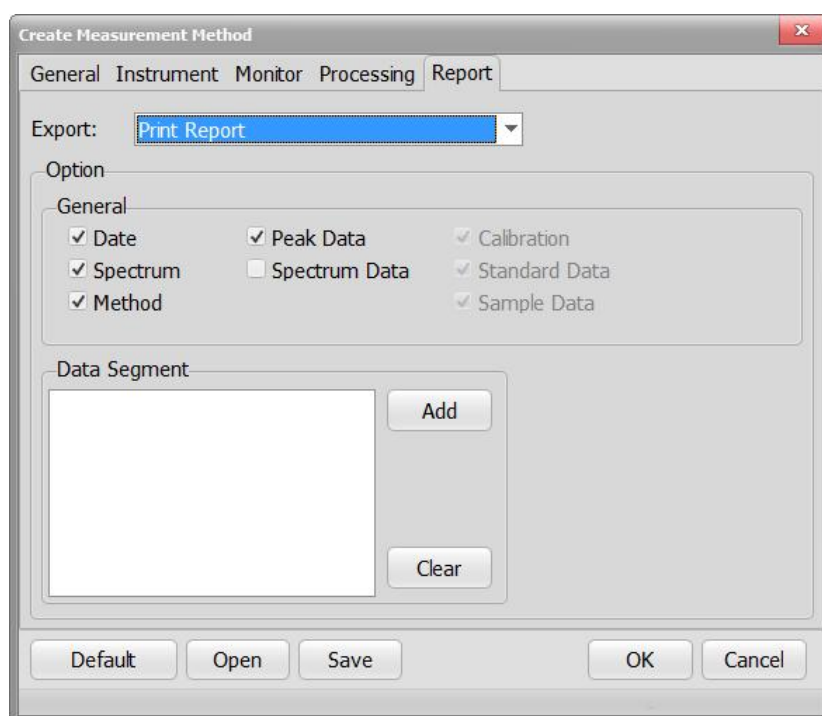 Create Measurement Method
General Instrument Monitor Processing Report
Export: Print Report
Option
General
Date Peak Data Calibration
Spectrum Spectrum Data Standard Data
Method Sample Data
Data Segment
Add
Clear
Default Open Save OK Cancel